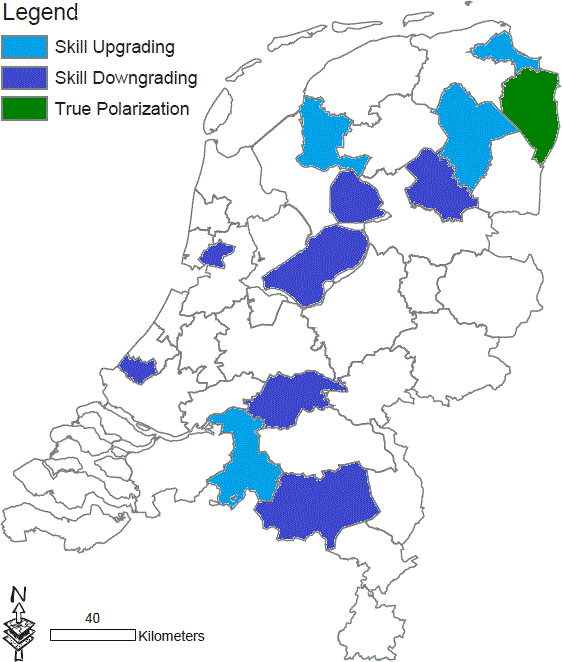 Legend
Skill Upgrading
Skill Downgrading
True Polarization
N
40
Kilometers